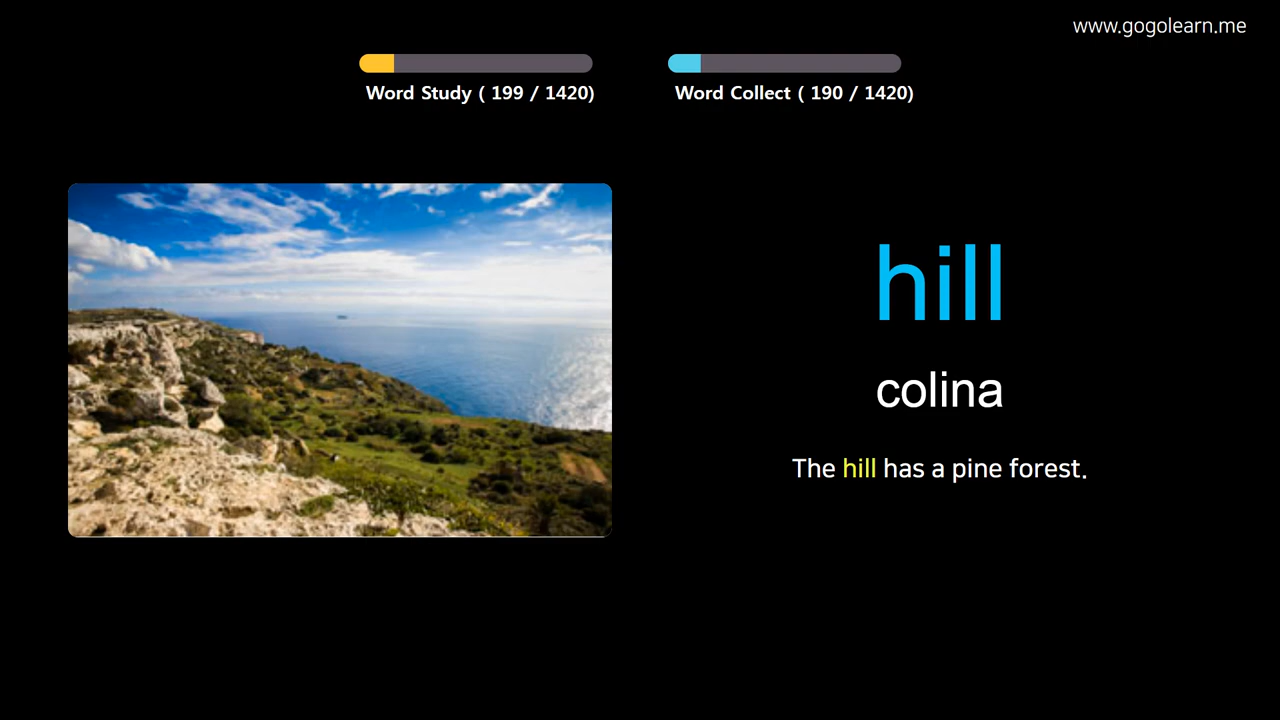 www.gogolearn.me
Word Study ( 199 / 1420)
Word Collect ( 190 / 1420)
hill
colina
The hill has a pine forest.